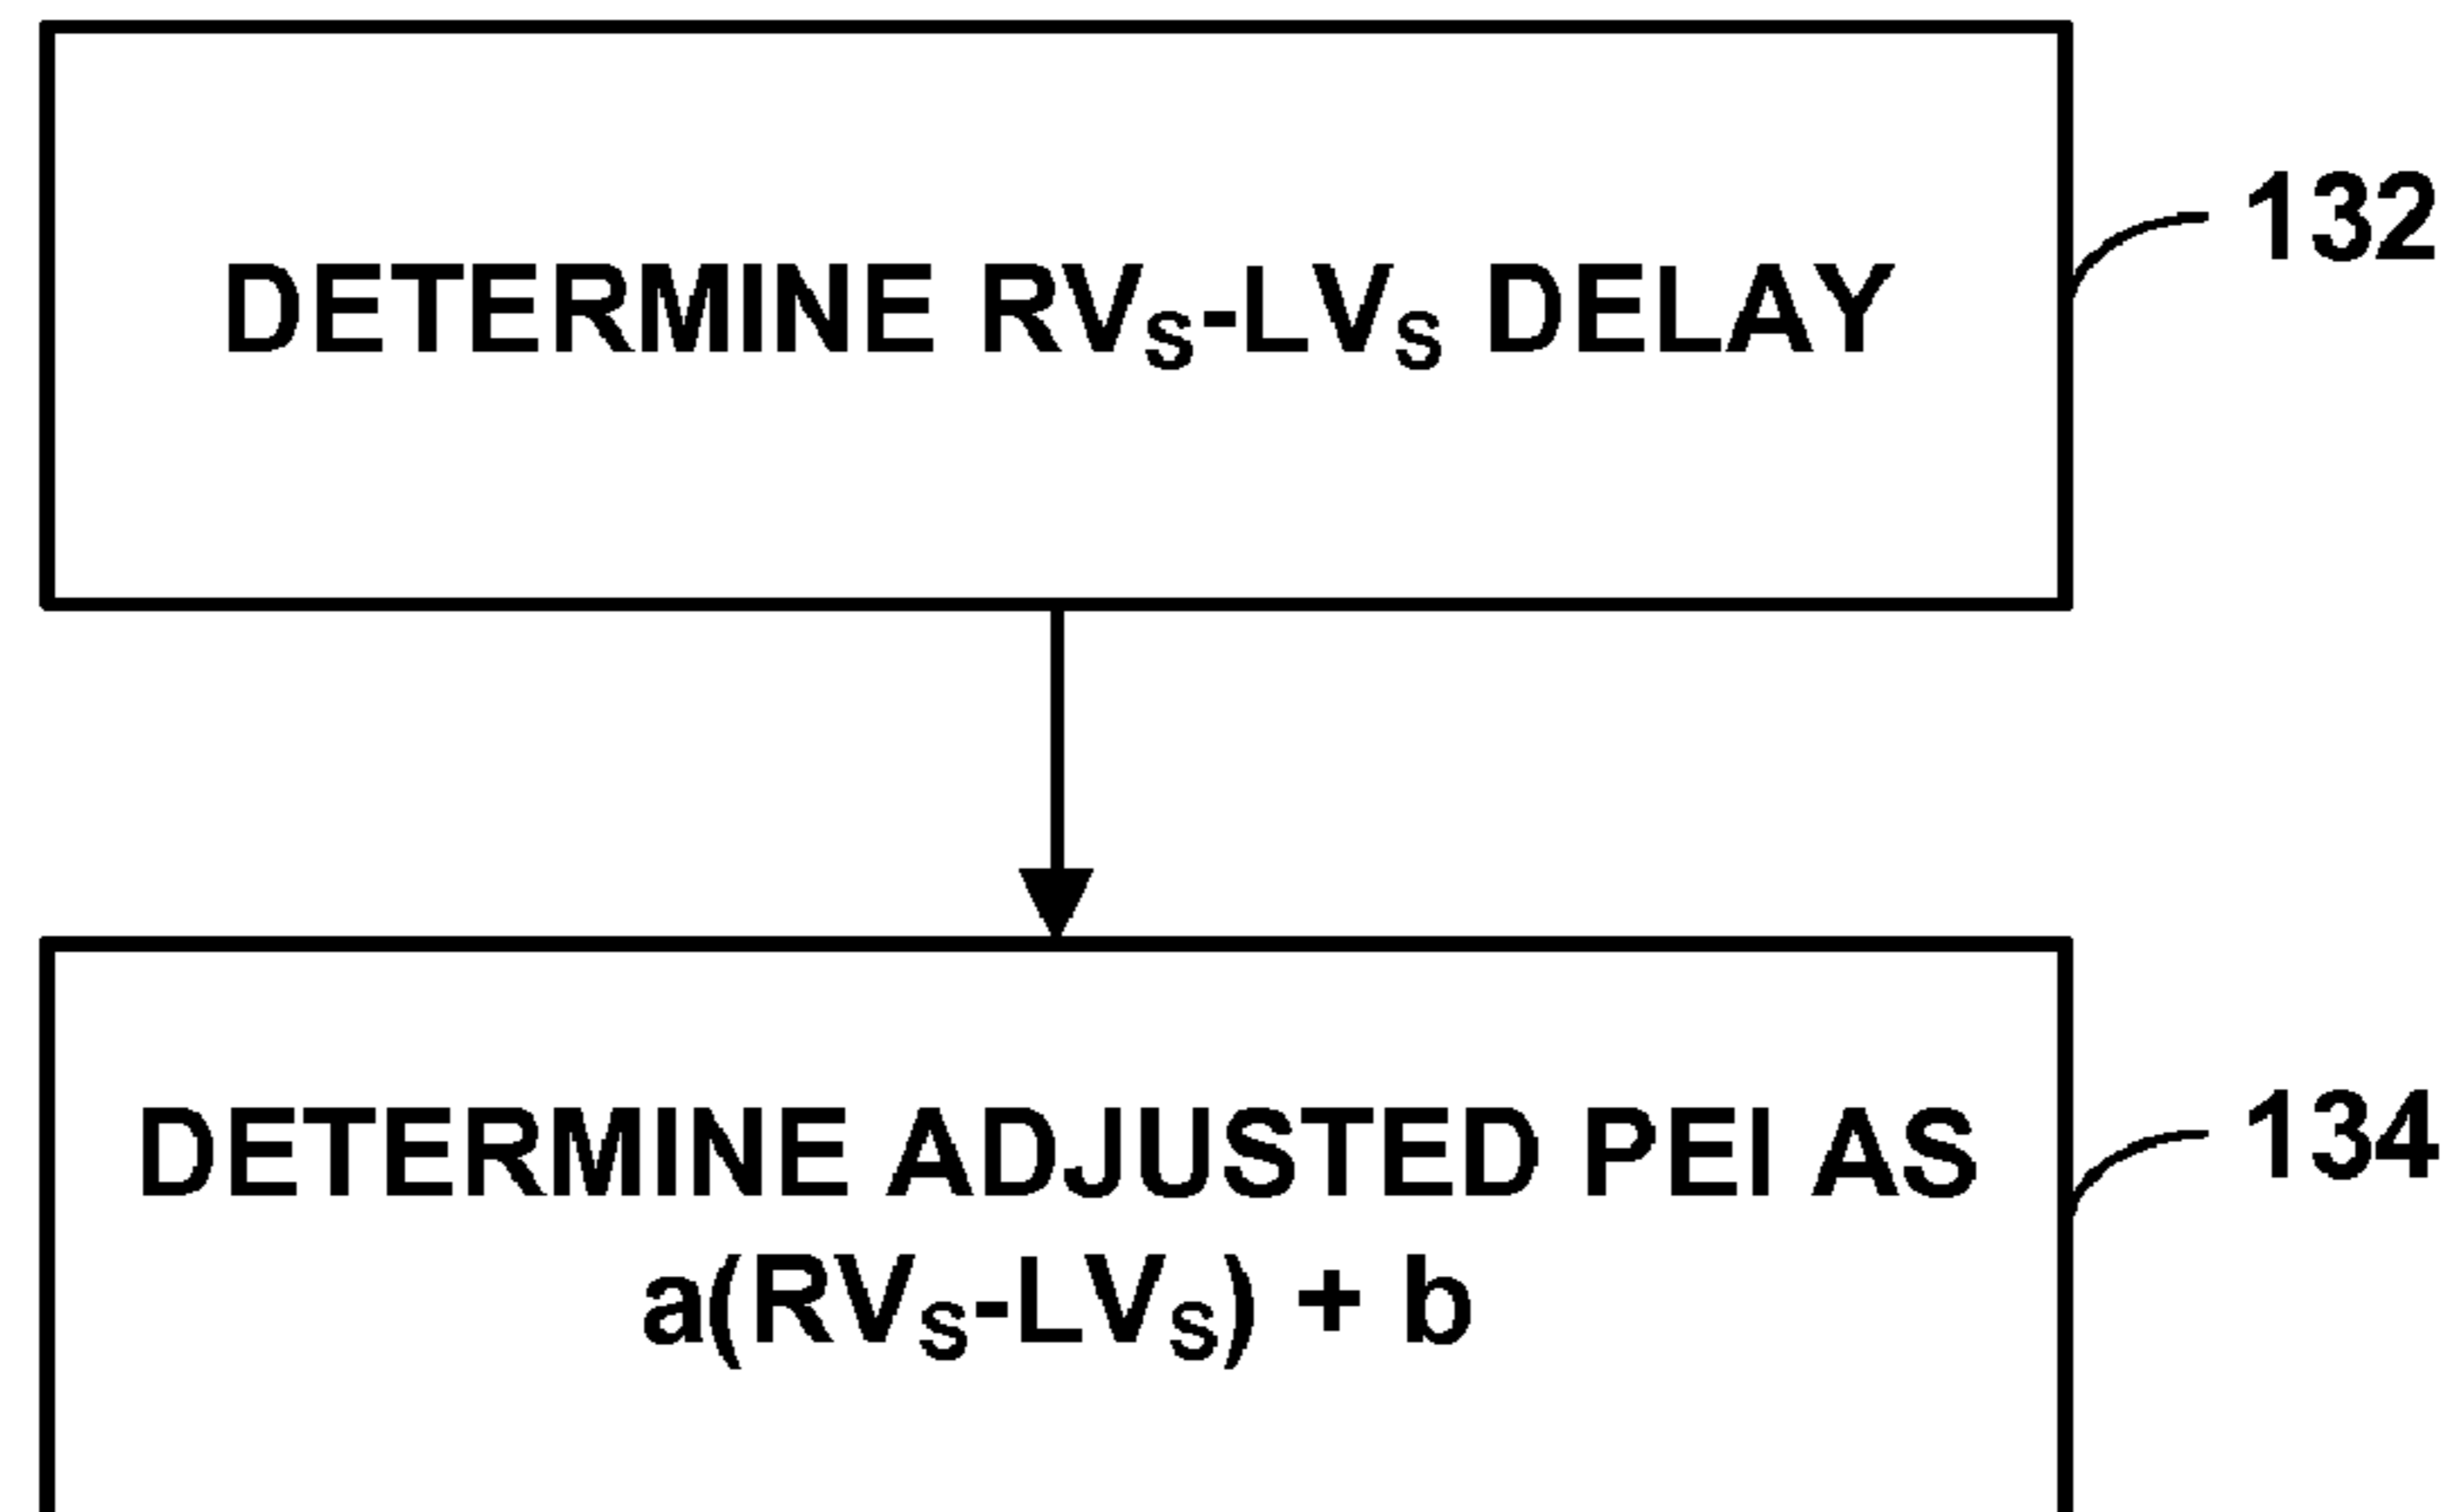 DETERMINE RVS-LVS DELAY
132
DETERMINE ADJUSTED PEI AS
a(RVS-LVS) + b
134